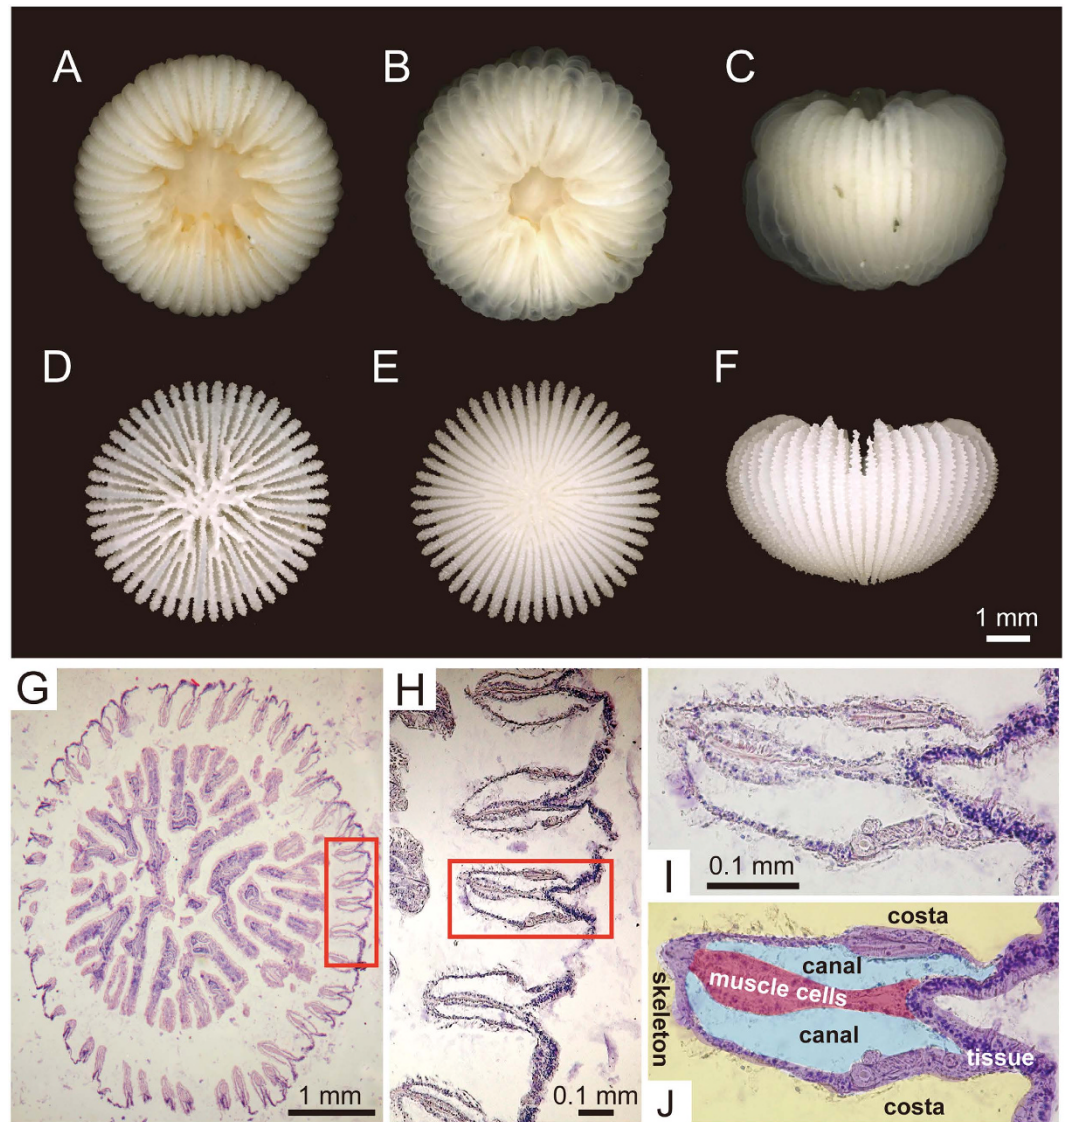 A
B
C
D
E
F
1 mm
G
H
I
J
1 mm
0.1 mm
0.1 mm
costa
canal
muscle cells
skeleton
canal
tissue
costa